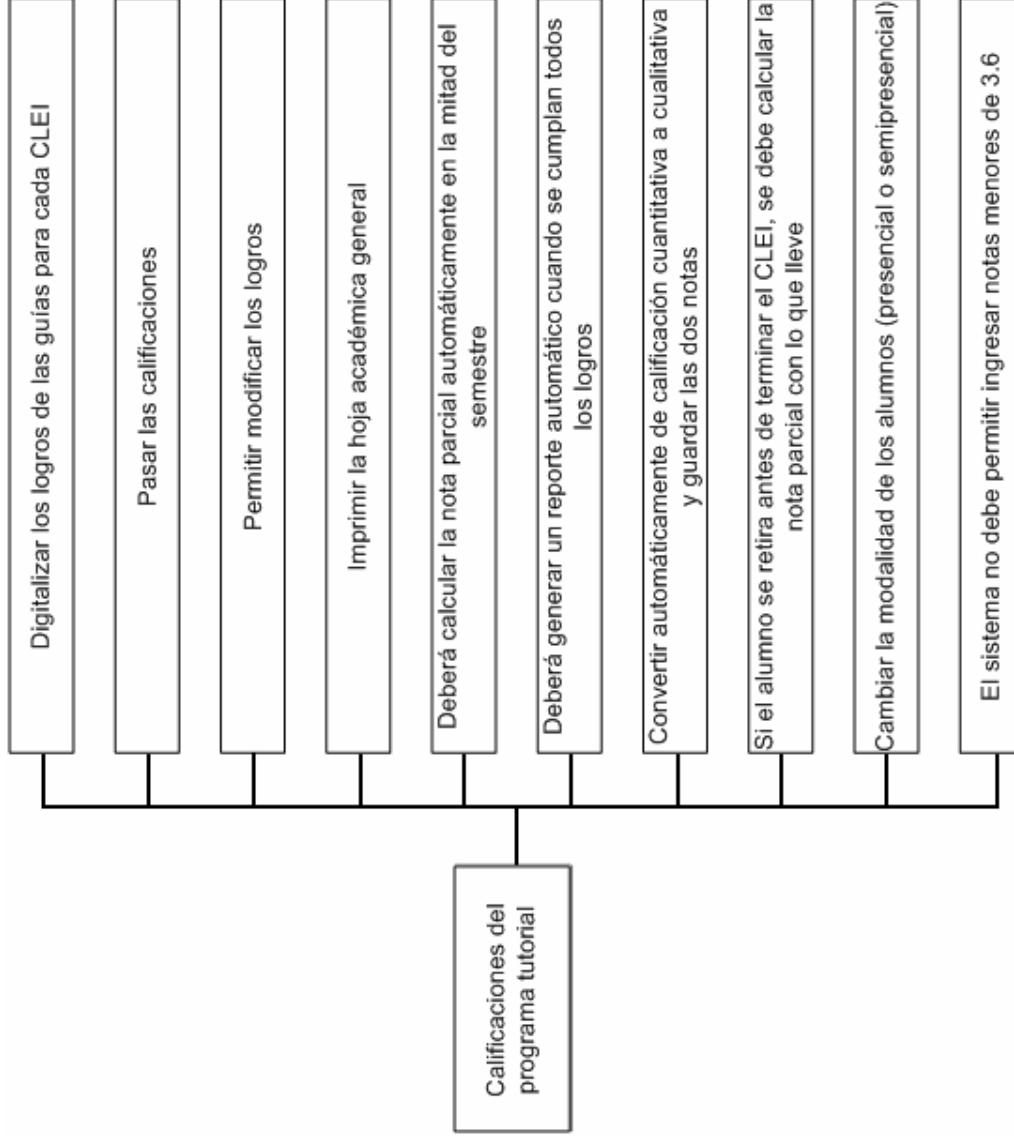 Calificaciones del
programa tutorial
Digitalizar los logros de las guías para cada CLEI
Pasar las calificaciones
Permitir modificar los logros
Imprimir la hoja académica general
Deberá calcular la nota parcial automáticamente en la mitad del
semestre
Deberá generar un reporte automático cuando se cumplan todos
los logros
Convertir automáticamente de calificación cuantitativa a cualitativa
y guardar las dos notas
Si el alumno se retira antes de terminar el CLEI, se debe calcular la
nota parcial con lo que lleve
Cambiar la modalidad de los alumnos (presencial o semipresencial)
El sistema no debe permitir ingresar notas menores de 3.6